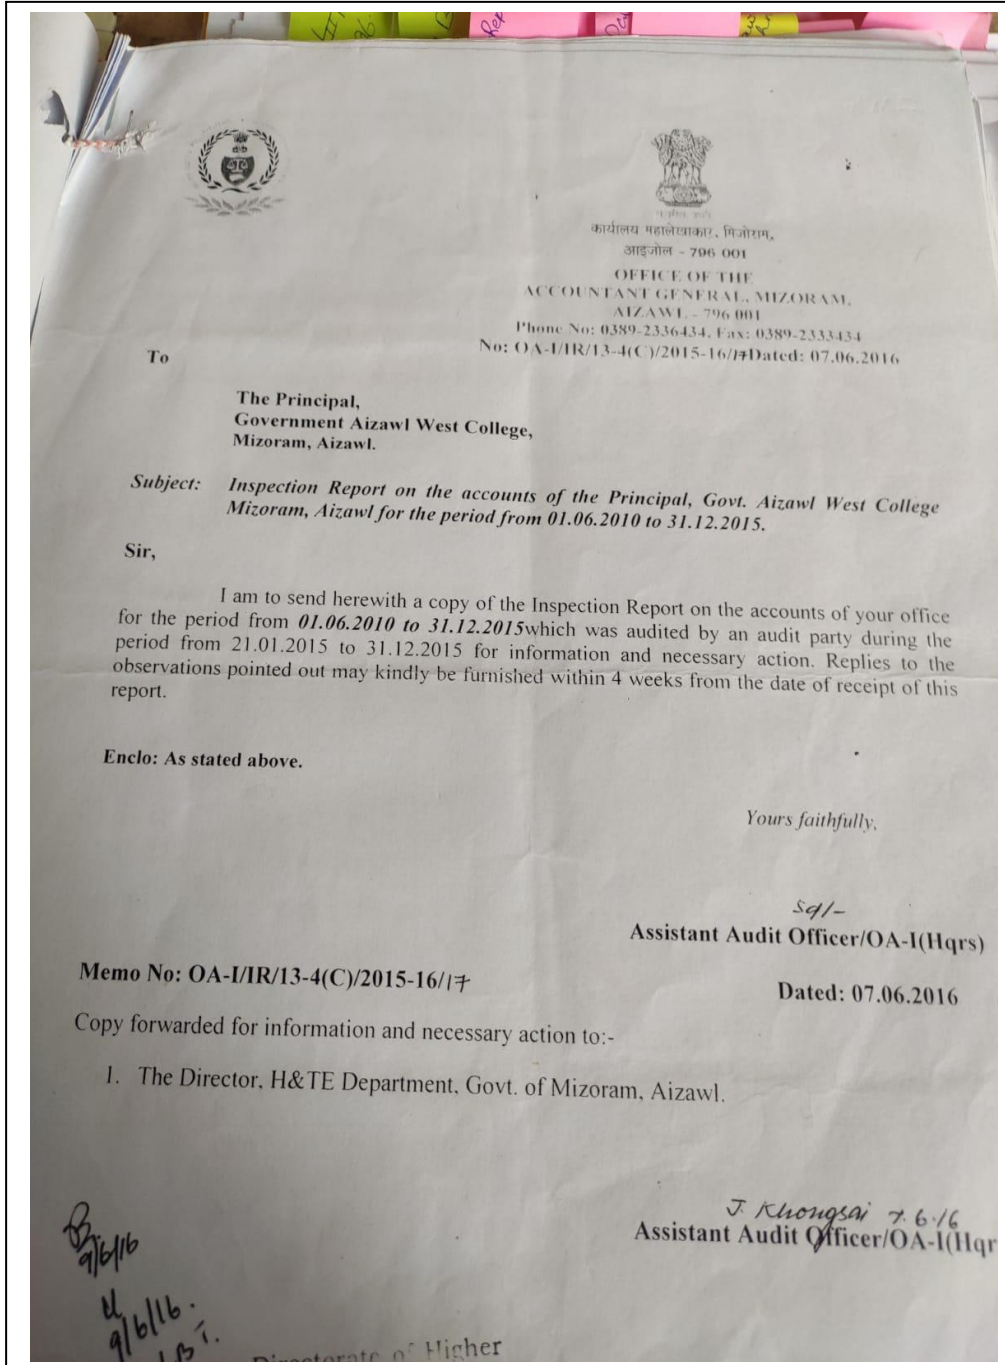 कार्यालय महालेखाकार, मिजोराम,
आइजोल - 796 001
OFFICE OF THE
ACCOUNTANT GENERAL, MIZORAM,
AIZAWL - 796 001
Phone No: 0389-2336434, Fax: 0389-2333434
No: OA-I/IR/13-4(C)/2015-16/17Dated: 07.06.2016
To
The Principal,
Government Aizawl West College,
Mizoram, Aizawl.
Subject: Inspection Report on the accounts of the Principal, Govt. Aizawl West College
Mizoram, Aizawl for the period from 01.06.2010 to 31.12.2015.
Sir,
I am to send herewith a copy of the Inspection Report on the accounts of your office
for the period from 01.06.2010 to 31.12.2015which was audited by an audit party during the
period from 21.01.2015 to 31.12.2015 for information and necessary action. Replies to the
observations pointed out may kindly be furnished within 4 weeks from the date of receipt of this
report.
Enclo: As stated above.
Yours faithfully,
Sd/-
Assistant Audit Officer/OA-I(Hqrs)
Memo No: OA-I/IR/13-4(C)/2015-16/17
Dated: 07.06.2016
Copy forwarded for information and necessary action to:-
1. The Director, H&TE Department, Govt. of Mizoram, Aizawl.
J. Khongsai 7.6.16
Assistant Audit Officer/OA-I(Hqr
9/6/16
9/6/16.
Directorate of Higher